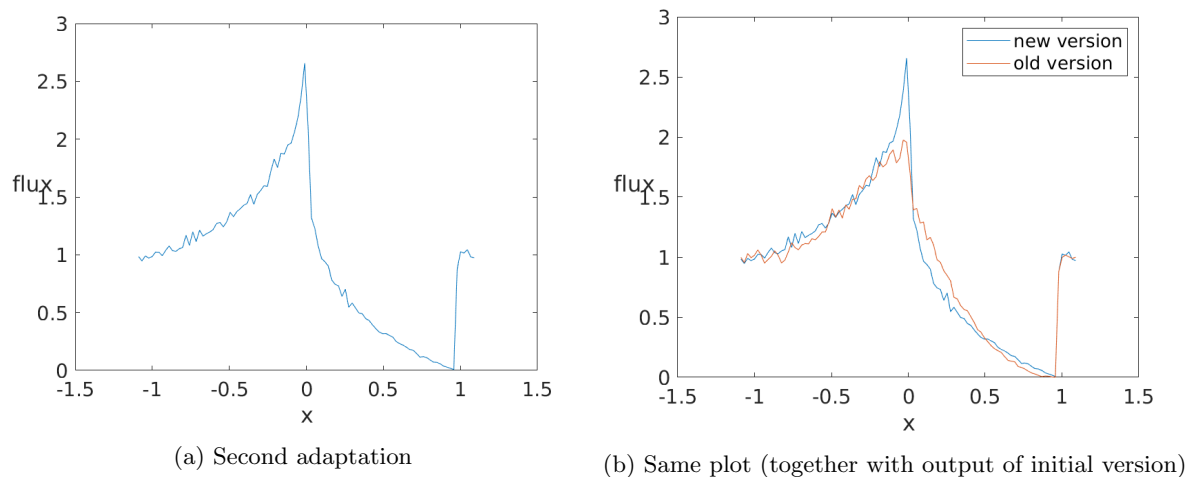 3
2.5
2
flux
1.5
1
0.5
0
-1.5 -1 -0.5 0 0.5 1 1.5
x
(a) Second adaptation
3
2.5
2
flux
1.5
1
0.5
0
-1.5 -1 -0.5 0 0.5 1 1.5
x
new version
old version
(b) Same plot (together with output of initial version)